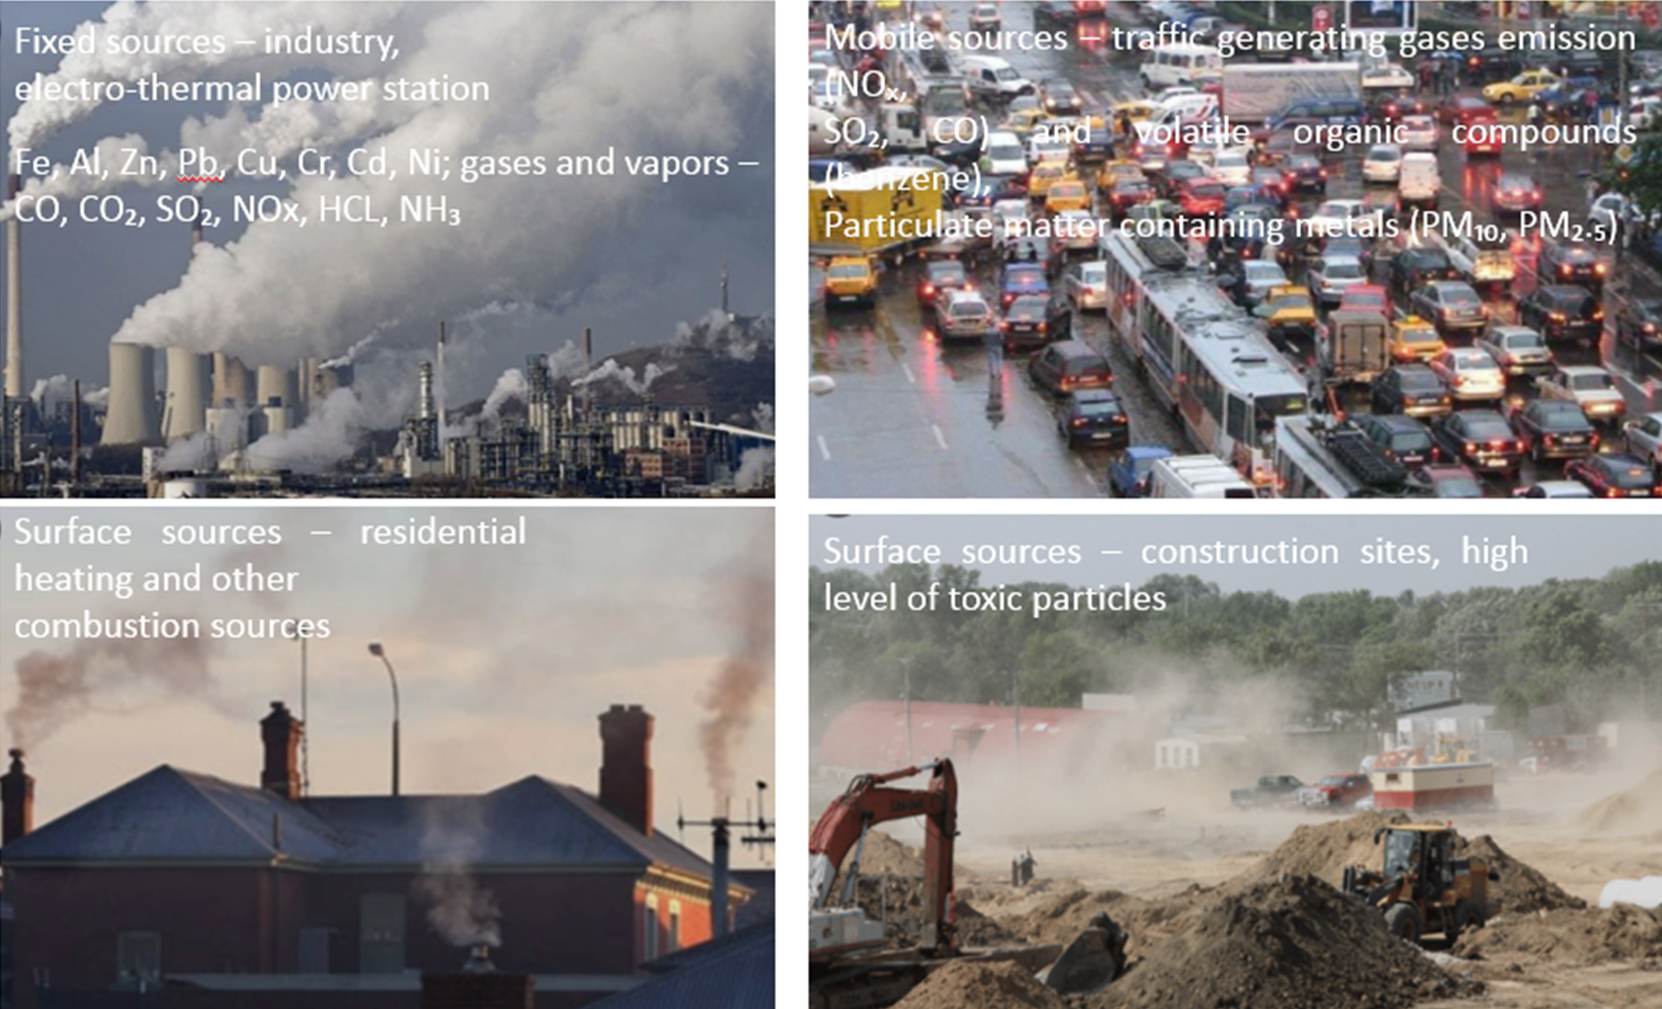 Fixed sources – industry,
electro-thermal power station
Fe, Al, Zn, Pb, Cu, Cr, Cd, Ni; gases and vapors –
CO, CO₂, SO₂, NOx, HCL, NH₃
Mobile sources – traffic generating gases emission
(NOₓ,
SO₂, CO) and volatile organic compounds
(benzene),
Particulate matter containing metals (PM₁₀, PM₂.₅)
Surface sources – residential
heating and other
combustion sources
Surface sources – construction sites, high
level of toxic particles